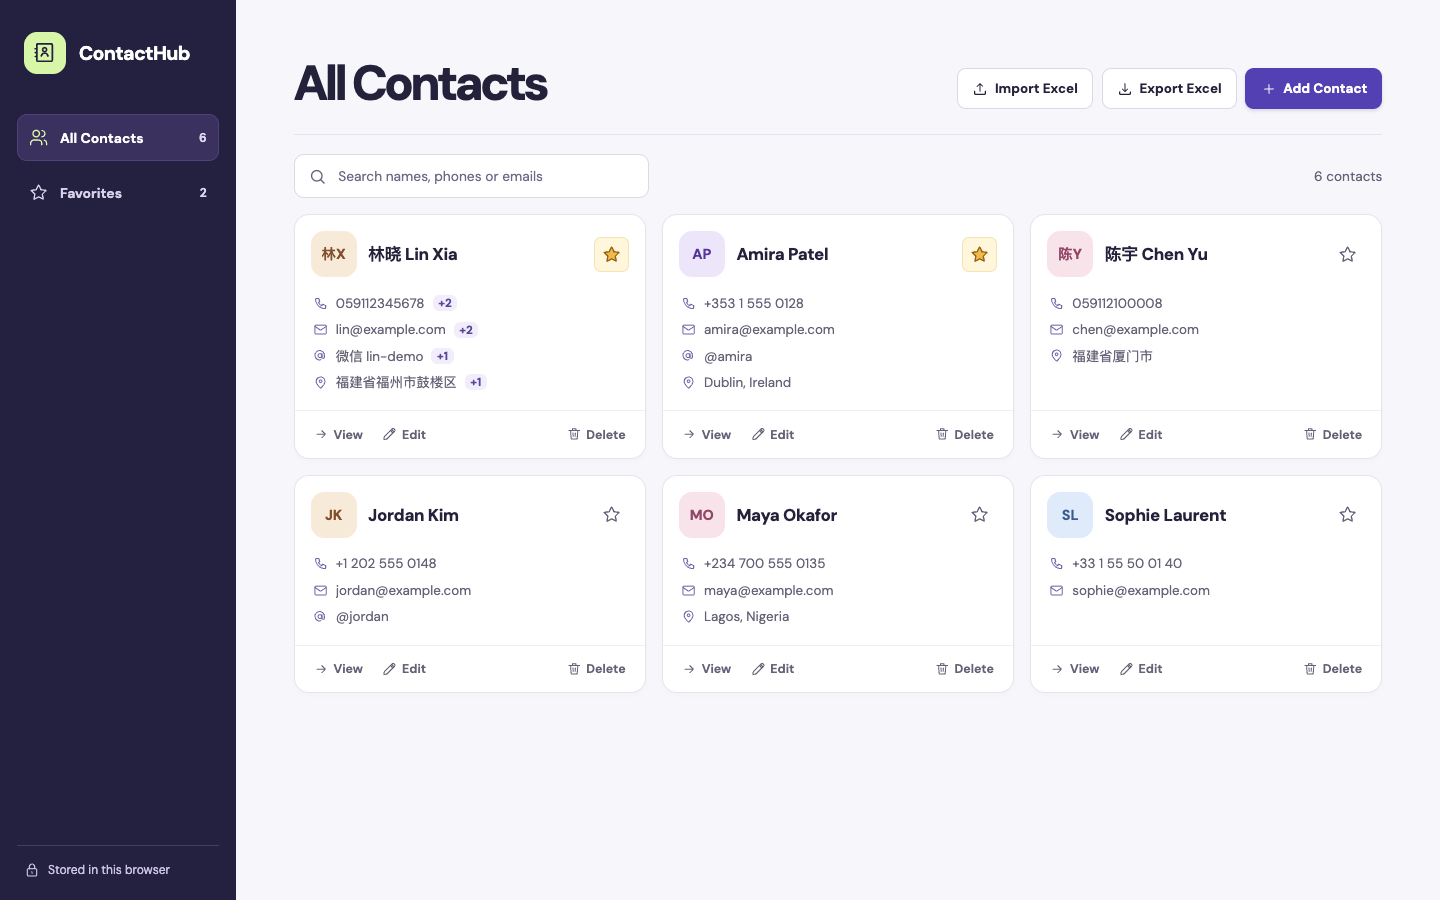 ContactHub
All Contacts 6
Favorites 2
Stored in this browser
All Contacts
Import Excel
Export Excel
Add Contact
Search names, phones or emails
6 contacts
林X 林晓 Lin Xia
059112345678 +2
lin@example.com +2
微信 lin-demo +1
福建省福州市鼓楼区 +1
View Edit Delete
AP Amira Patel
+353 1 555 0128
amira@example.com
@amira
Dublin, Ireland
View Edit Delete
陈Y 陈宇 Chen Yu
059112100008
chen@example.com
福建省厦门市
View Edit Delete
JK Jordan Kim
+1 202 555 0148
jordan@example.com
@jordan
View Edit Delete
MO Maya Okafor
+234 700 555 0135
maya@example.com
Lagos, Nigeria
View Edit Delete
SL Sophie Laurent
+33 1 55 50 01 40
sophie@example.com
View Edit Delete